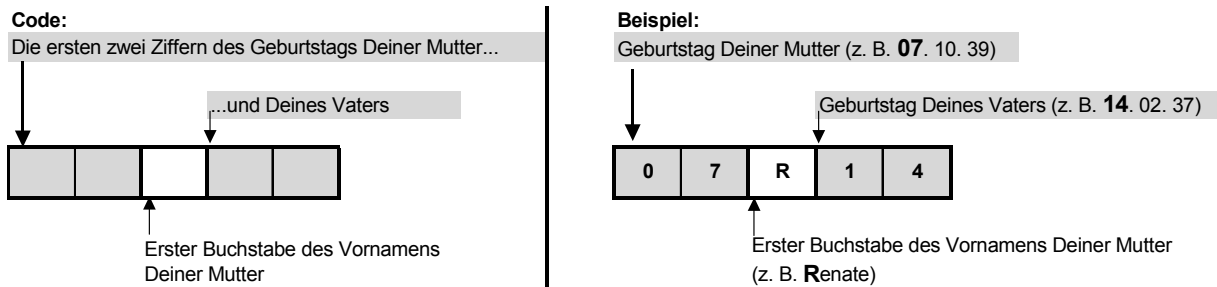 Code:
Die ersten zwei Ziffern des Geburtstags Deiner Mutter...
...und Deines Vaters
Erster Buchstabe des Vornamens
Deiner Mutter
Beispiel:
Geburtstag Deiner Mutter (z. B. 07. 10. 39)
Geburtstag Deines Vaters (z. B. 14. 02. 37)
0 7 R 1 4
Erster Buchstabe des Vornamens Deiner Mutter
(z. B. Renate)